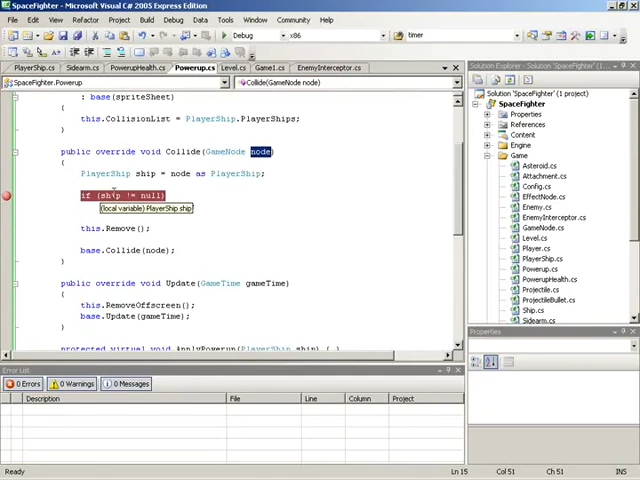 SpaceFighter - Microsoft Visual C# 2005 Express Edition
File Edit View Refactor Project Build Debug Data Tools Window Community Help
Debug x86 timer
PlayerShip.cs Sidearm.cs PowerupHealth.cs Powerup.cs Level.cs Game1.cs EnemyInterceptor.cs
SpaceFighter.Powerup Collide(GameNode node)
: base(spriteSheet)
{
this.CollisionList = PlayerShip.PlayerShips;
}
public override void Collide(GameNode node)
{
PlayerShip ship = node as PlayerShip;
if (ship != null)
(local variable) PlayerShip ship
this.Remove();
base.Collide(node);
}
public override void Update(GameTime gameTime)
{
this.RemoveOffscreen();
base.Update(gameTime);
}
protected virtual void ApplyPowerup(PlayerShip ship) { }
Solution Explorer - SpaceFighter
Solution 'SpaceFighter' (1 project)
SpaceFighter
Properties
References
Content
Game
Asteroid.cs
Attachment.cs
Config.cs
EffectNode.cs
Enemy.cs
EnemyInterceptor.cs
GameNode.cs
Level.cs
Player.cs
PlayerShip.cs
Powerup.cs
PowerupHealth.cs
Projectile.cs
ProjectileBullet.cs
Ship.cs
Sidearm.cs
Properties
Error List
0 Errors 0 Warnings 0 Messages
Description File Line Column Project
Ready Ln 15 Col 51 Ch 51